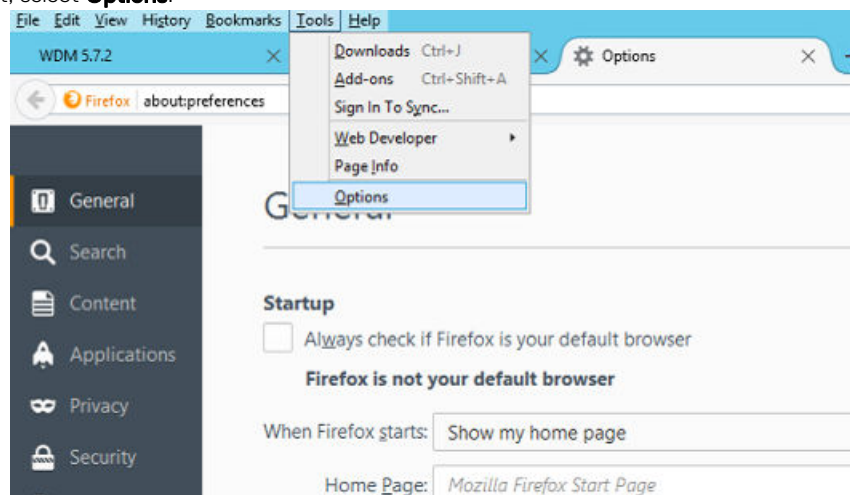 t, select Options.
File Edit View History Bookmarks Tools Help
WDM 5.7.2
Options
Firefox about:preferences
Downloads Ctrl+J
Add-ons Ctrl+Shift+A
Sign In To Sync...
Web Developer
Page Info
Options
General
Search
Content
Applications
Privacy
Security
General
Startup
Always check if Firefox is your default browser
Firefox is not your default browser
When Firefox starts: Show my home page
Home Page: Mozilla Firefox Start Page